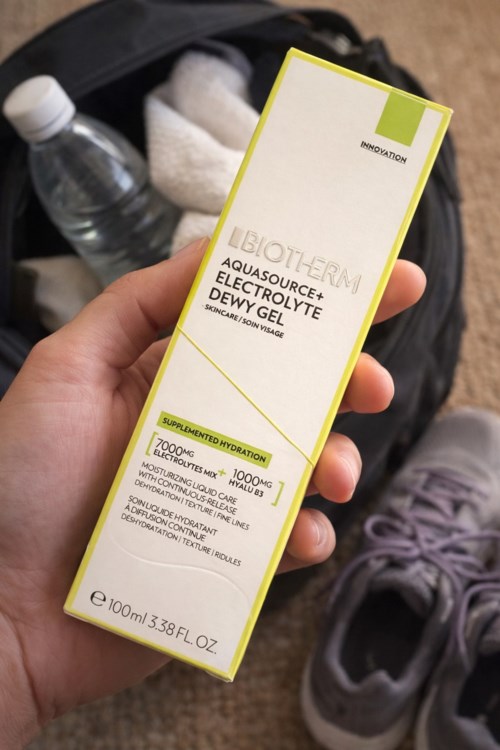 INNOVATION
BIOTHERM
AQUASOURCE+
ELECTROLYTE
DEWY GEL
·SKINCARE / SOIN VISAGE
SUPPLEMENTED HYDRATION
7000MG + 1000MG
ELECTROLYTES MIX HYALU B3
MOISTURIZING LIQUID CARE
WITH CONTINUOUS-RELEASE
DEHYDRATION | TEXTURE | FINE LINES
SOIN LIQUIDE HYDRATANT
À DIFFUSION CONTINUE
DÉSHYDRATATION | TEXTURE | RIDULES
e 100ml 3.38 FL. OZ.